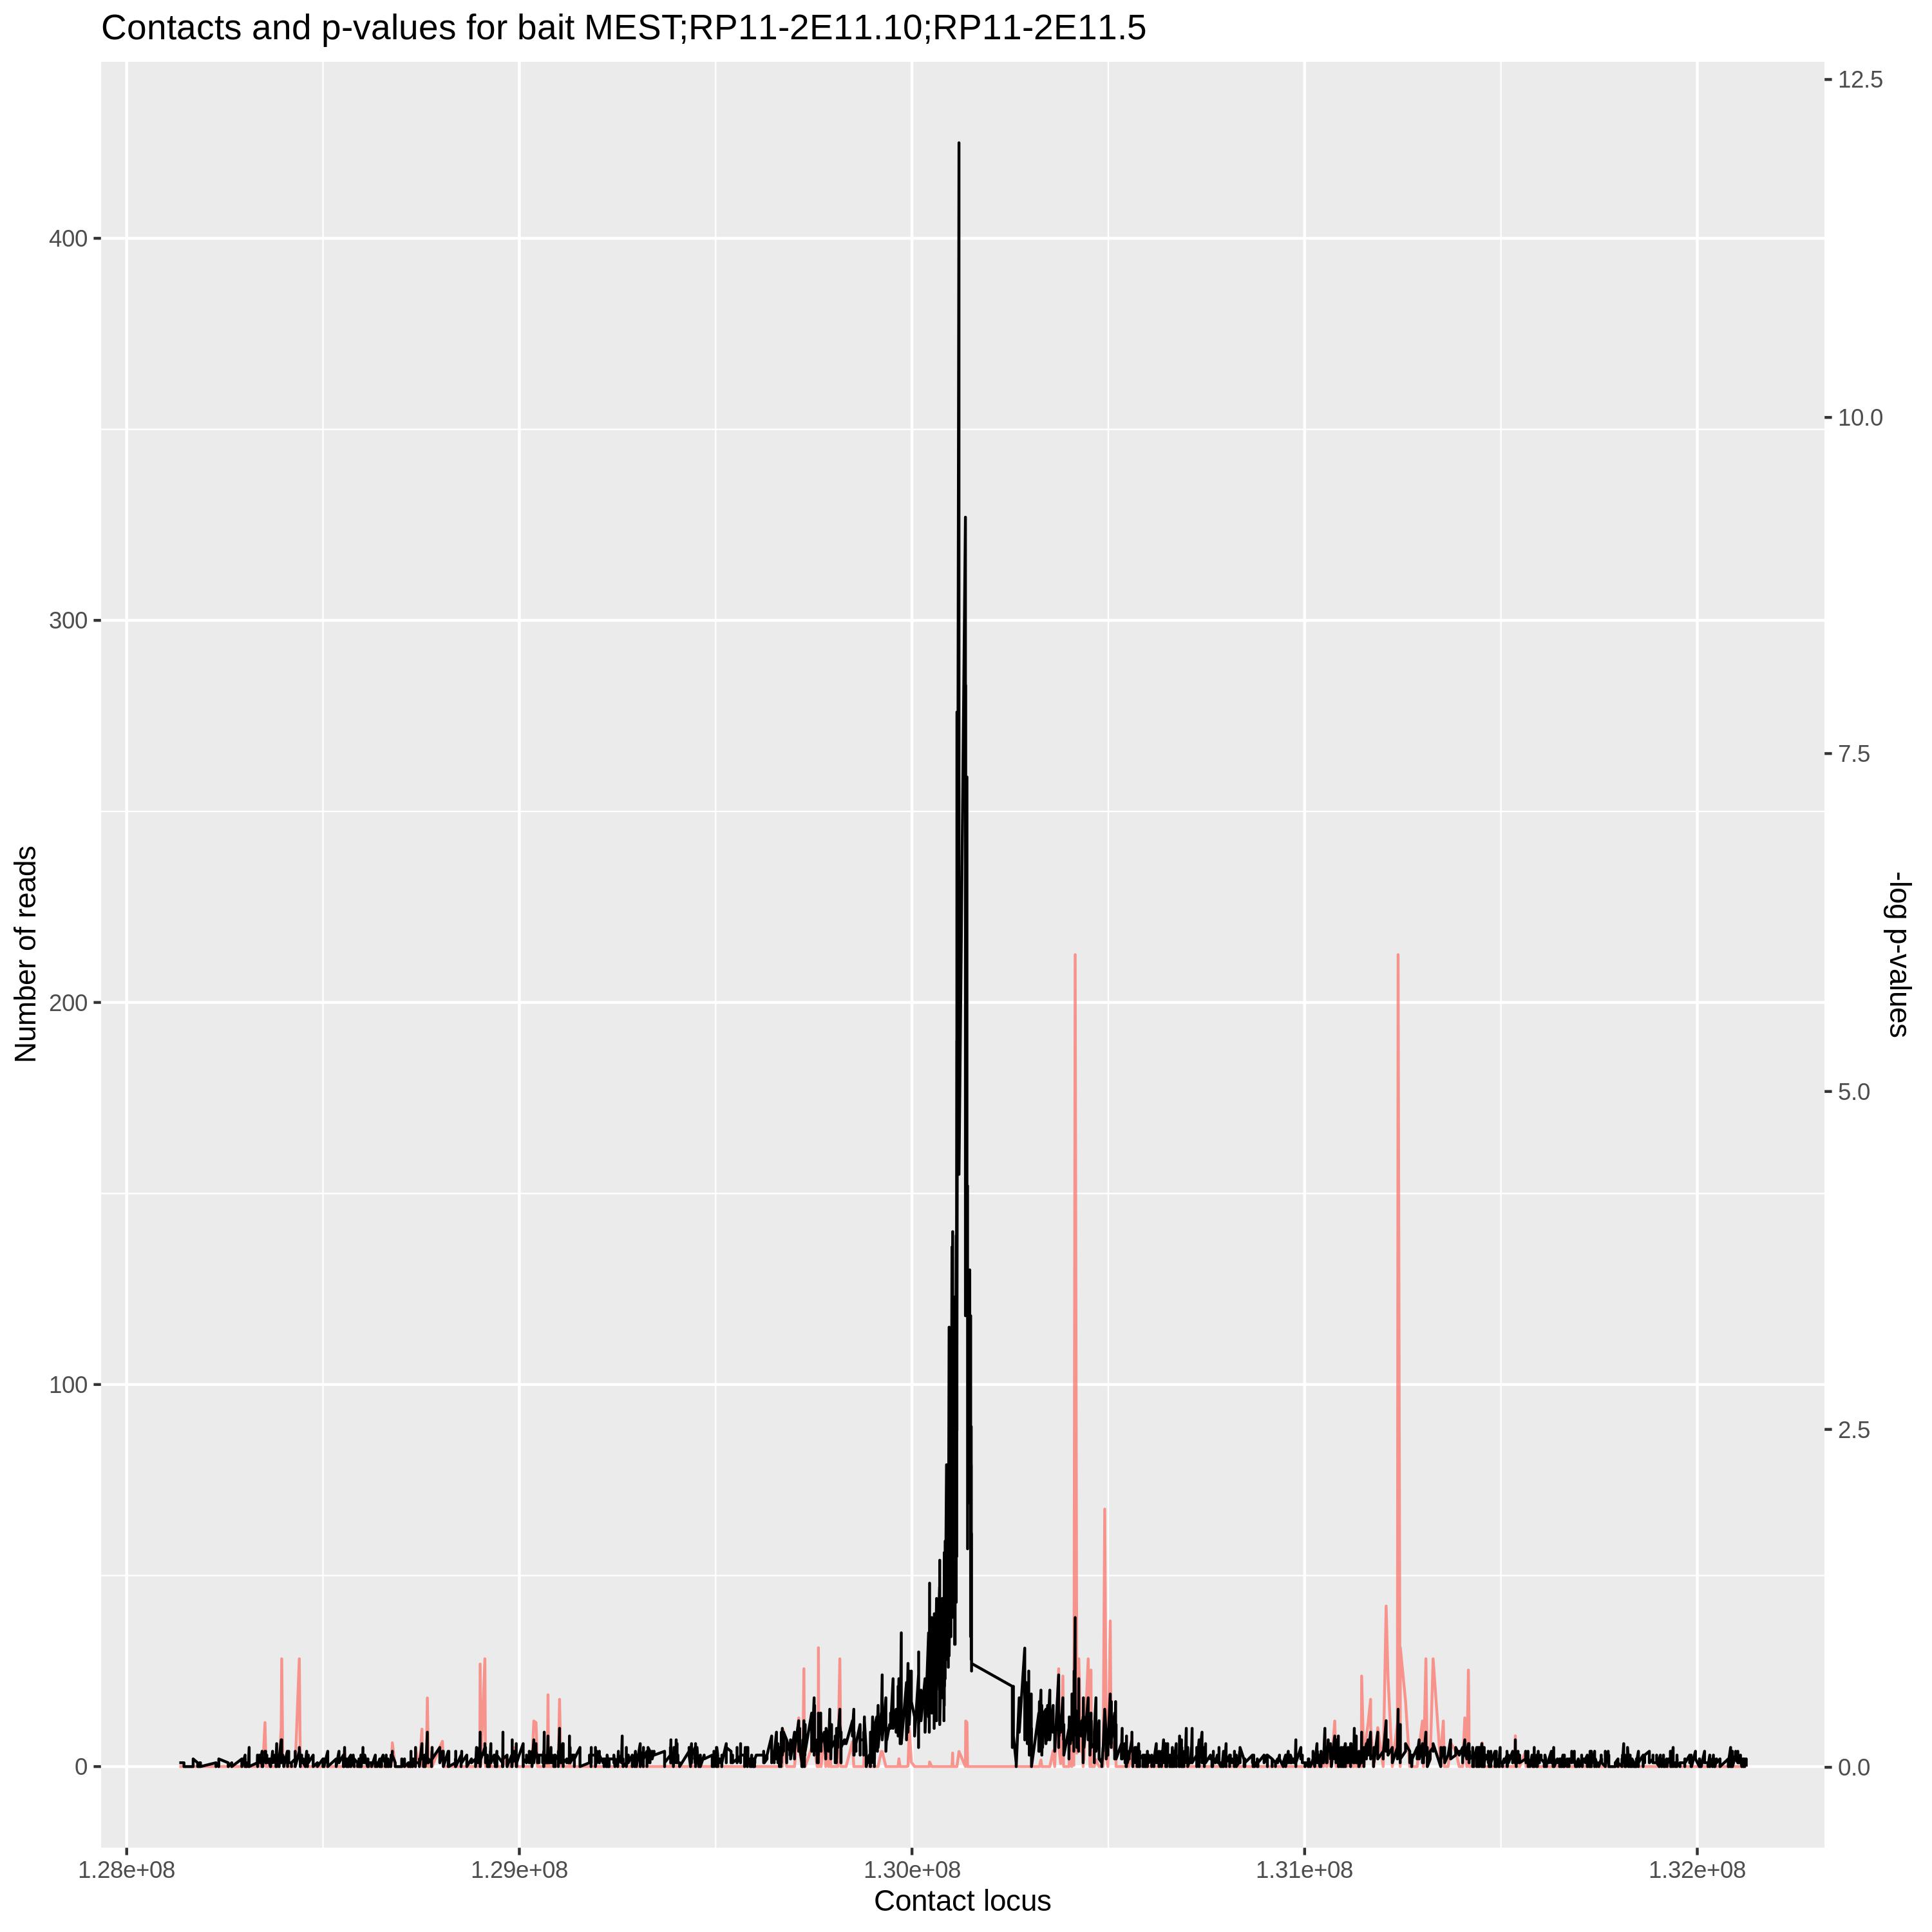 Contacts and p-values for bait MEST;RP11-2E11.10;RP11-2E11.5
12.5
400
10.0
300
7.5
Number of reads
-log p-values
200
5.0
100
2.5
0
0.0
1.28e+08 1.29e+08 1.30e+08 1.31e+08 1.32e+08
Contact locus